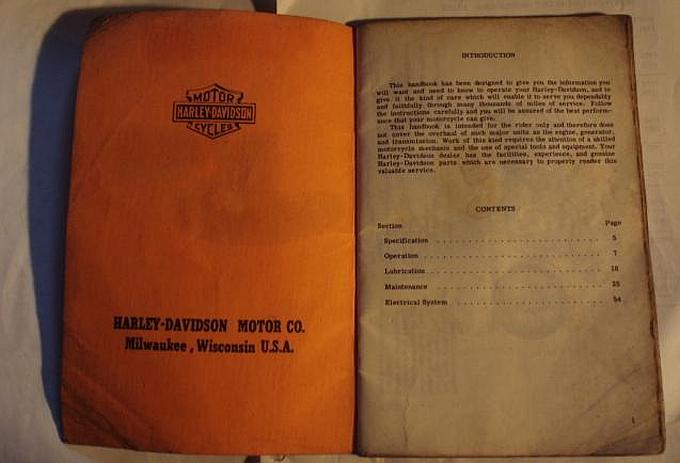 MOTOR
HARLEY-DAVIDSON
CYCLES
HARLEY-DAVIDSON MOTOR CO.
Milwaukee, Wisconsin U.S.A.
INTRODUCTION
This handbook has been designed to give you the information you
will want and need to know to operate your Harley-Davidson, and to
give it the kind of care which will enable it to serve you dependably
and faithfully through many thousands of miles of service. Follow
the instructions carefully and you will be assured of the best perform-
ance that your motorcycle can give.
This handbook is intended for the rider only and therefore does
not cover the overhaul of such major units as the engine, generator,
and transmission. Work of this kind requires the attention of a skilled
motorcycle mechanic and the use of special tools and equipment. Your
Harley-Davidson dealer has the facilities, experience, and genuine
Harley-Davidson parts which are necessary to properly render this
valuable service.
CONTENTS
Section Page
Specification 5
Operation 7
Lubrication 18
Maintenance 25
Electrical System 54
1